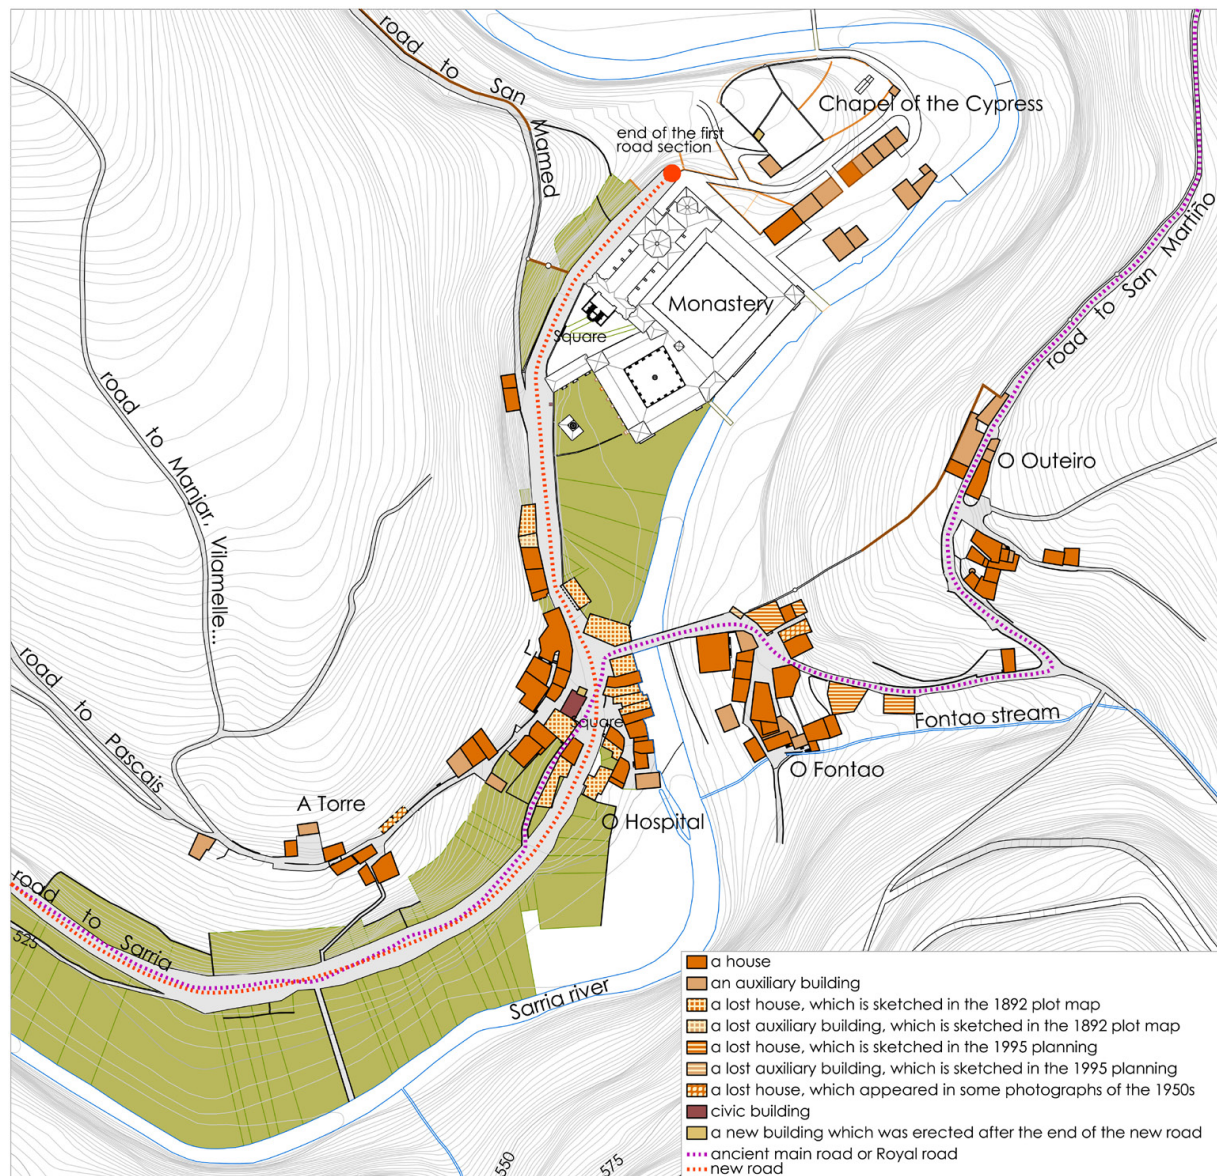 road to San Mamed
end of the first
road section
Chapel of the Cypress
road to San Martiño
Monastery
Square
road to Manjar, Vilamelle...
O Outeiro
road to Pascais
Square
Fontao stream
O Fontao
A Torre
O Hospital
road to Sarria
525
Sarria river
550
575
a house
an auxiliary building
a lost house, which is sketched in the 1892 plot map
a lost auxiliary building, which is sketched in the 1892 plot map
a lost house, which is sketched in the 1995 planning
a lost auxiliary building, which is sketched in the 1995 planning
a lost house, which appeared in some photographs of the 1950s
civic building
a new building which was erected after the end of the new road
ancient main road or Royal road
new road